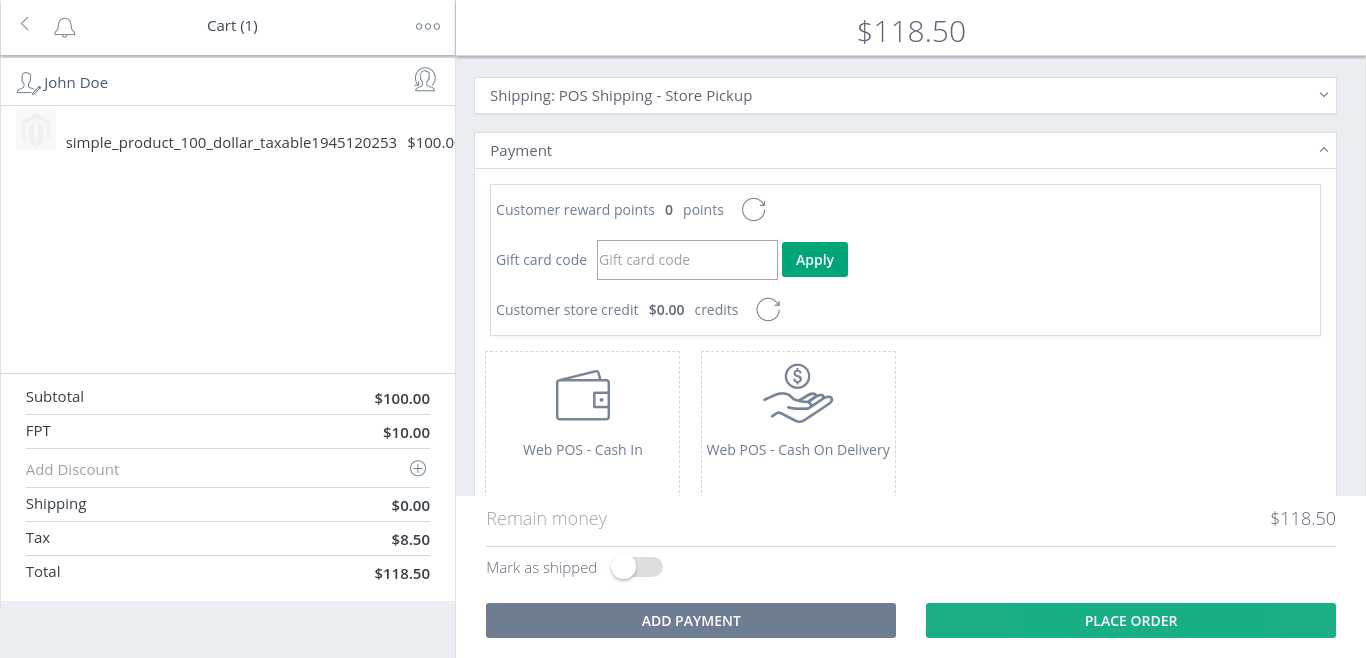 Cart (1)
$118.50
John Doe
simple_product_100_dollar_taxable1945120253 $100.0
Subtotal $100.00
FPT $10.00
Add Discount
Shipping $0.00
Tax $8.50
Total $118.50
Shipping: POS Shipping - Store Pickup
Payment
Customer reward points 0 points
Gift card code Gift card code Apply
Customer store credit $0.00 credits
Web POS - Cash In Web POS - Cash On Delivery
Remain money $118.50
Mark as shipped
ADD PAYMENT PLACE ORDER